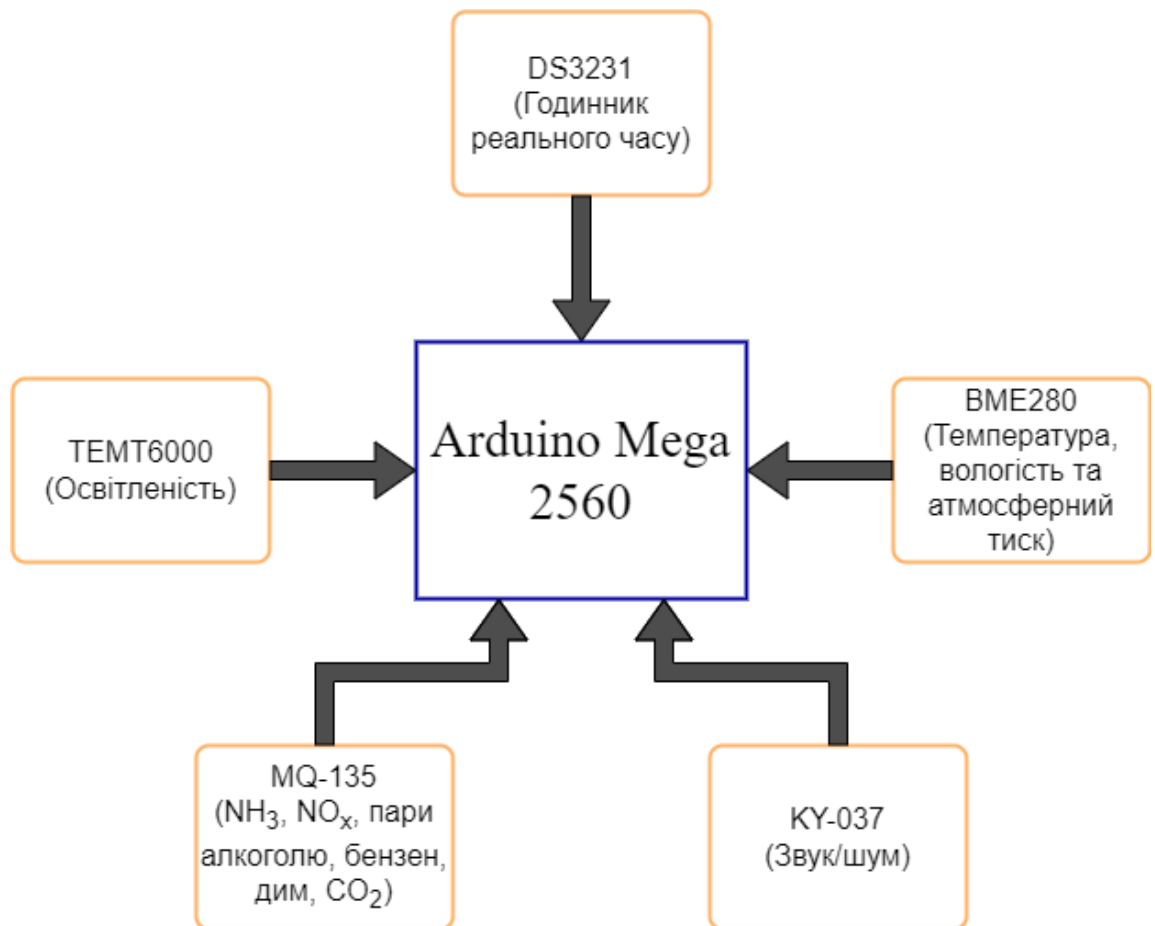 DS3231
(Годинник
реального часу)
TEMT6000
(Освітленість)
Arduino Mega
2560
BME280
(Температура,
вологість та
атмосферний
тиск)
MQ-135
(NH₃, NOₓ, пари
алкоголю, бензен,
дим, CO₂)
KY-037
(Звук/шум)